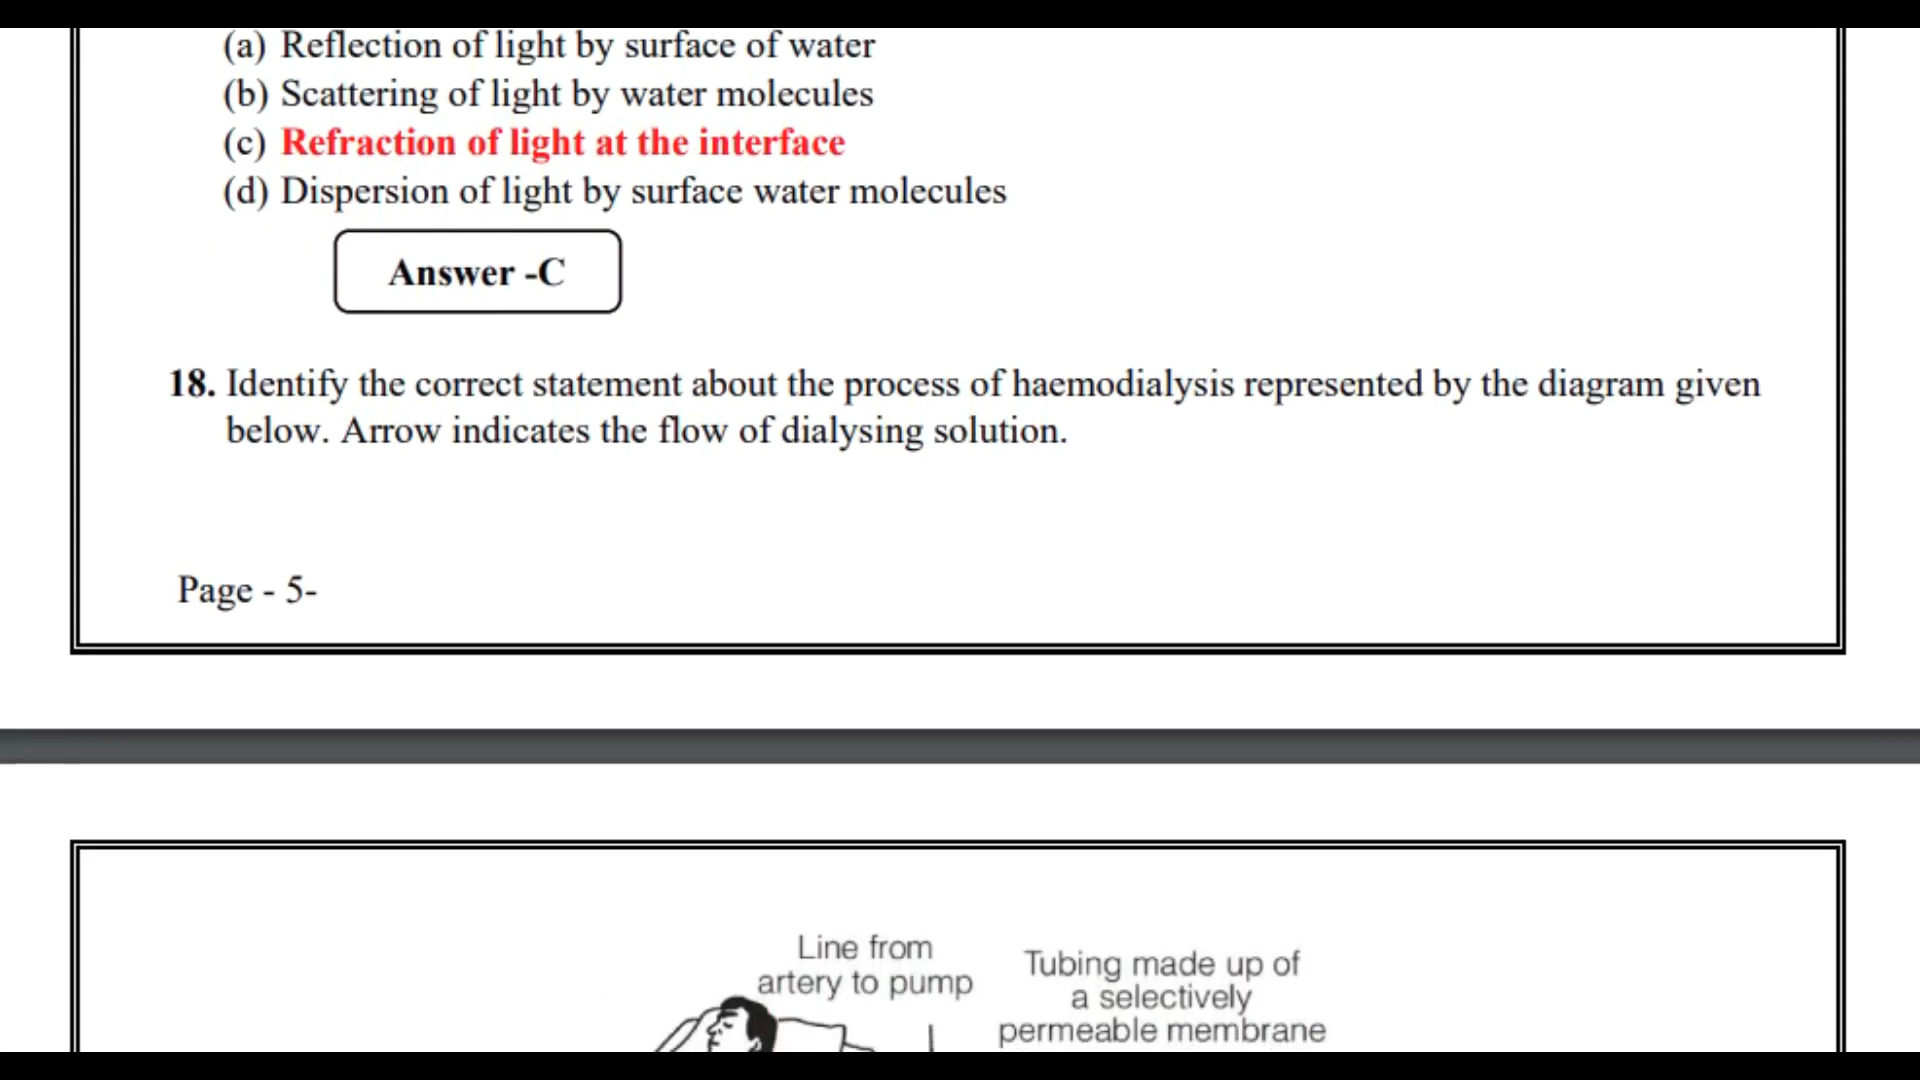 (a) Reflection of light by surface of water
(b) Scattering of light by water molecules
(c) Refraction of light at the interface
(d) Dispersion of light by surface water molecules
Answer -C
18. Identify the correct statement about the process of haemodialysis represented by the diagram given
below. Arrow indicates the flow of dialysing solution.
Page - 5-
Line from
artery to pump
Tubing made up of
a selectively
permeable membrane